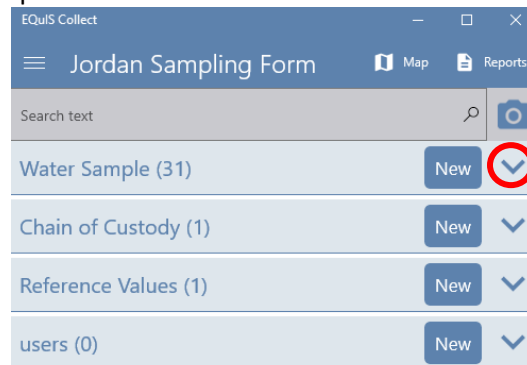 EQuIS Collect
Jordan Sampling Form Map Reports
Search text
Water Sample (31) New
Chain of Custody (1) New
Reference Values (1) New
users (0) New